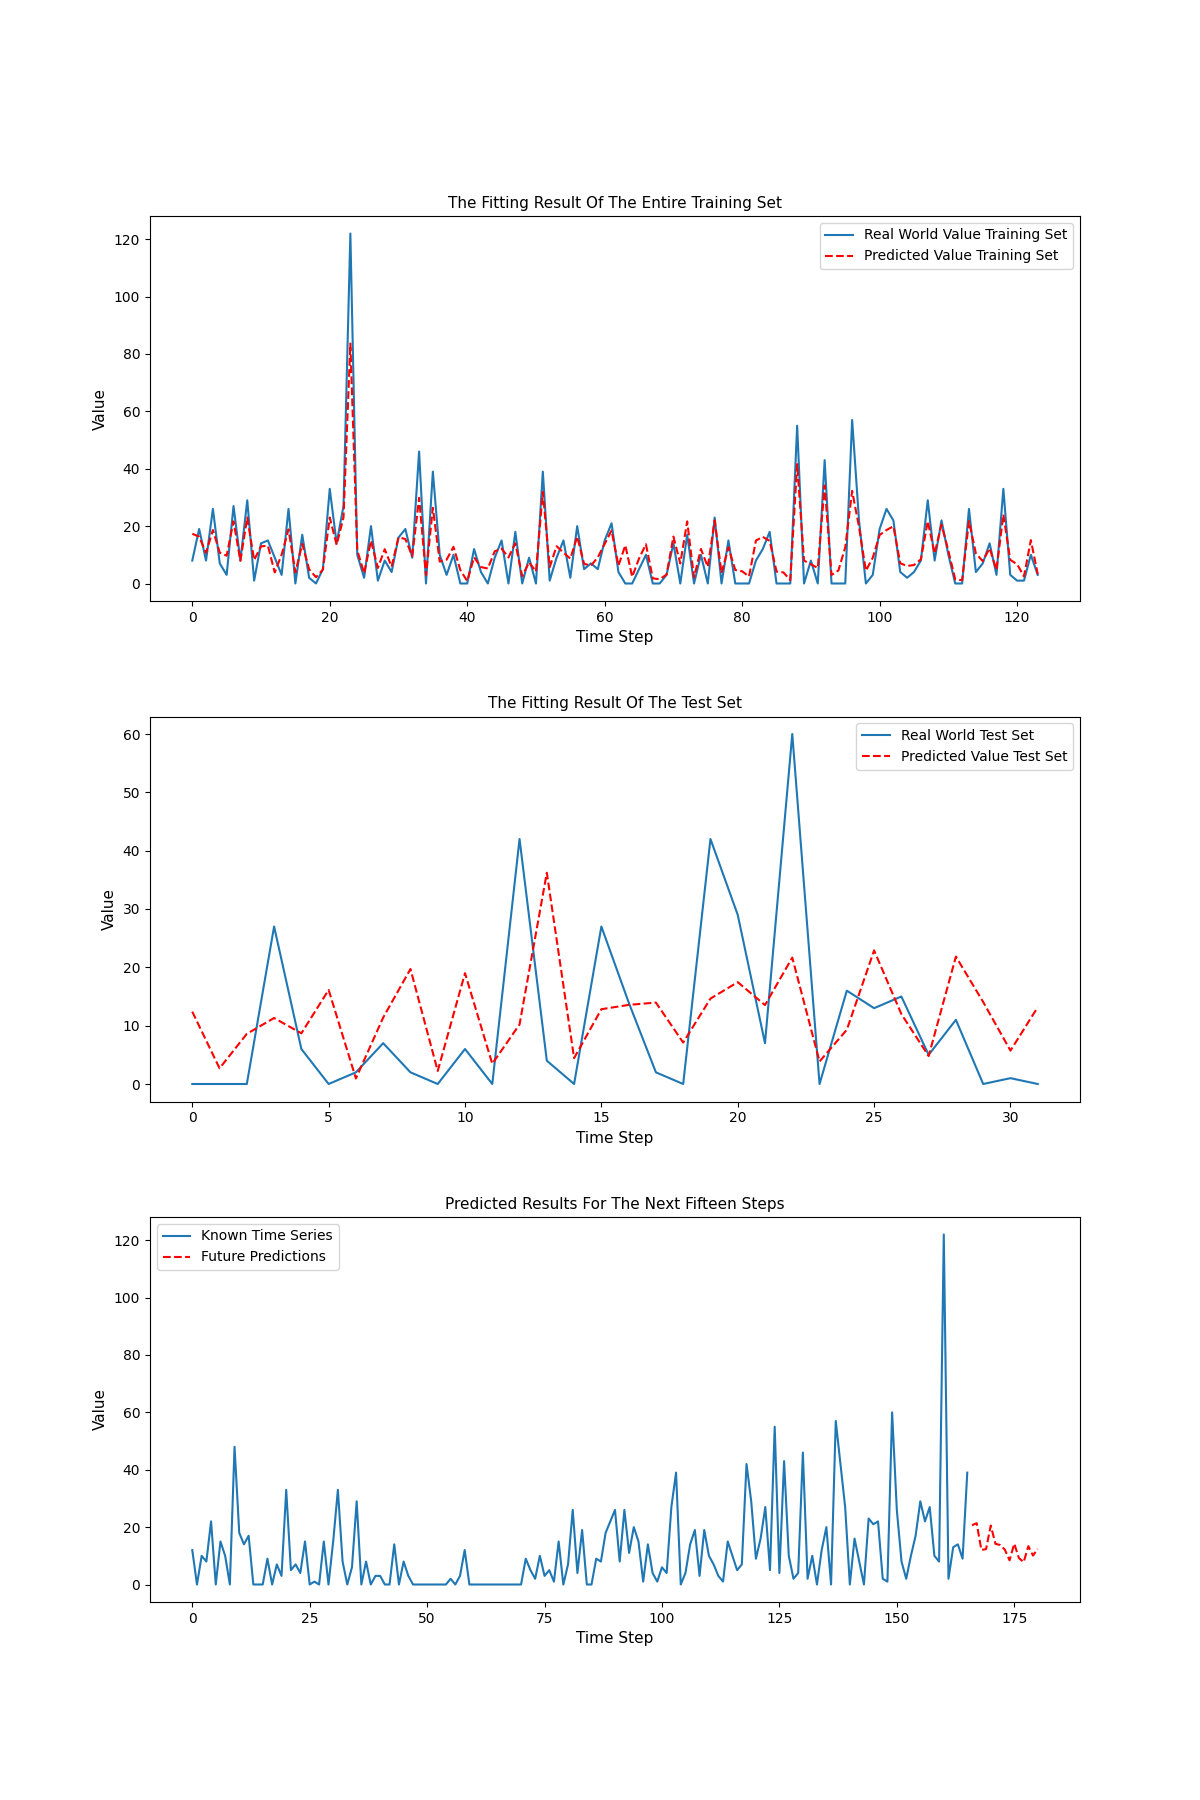 The Fitting Result Of The Entire Training Set
Real World Value Training Set
Predicted Value Training Set
Value
120
100
80
60
40
20
0
0 20 40 60 80 100 120
Time Step
The Fitting Result Of The Test Set
Real World Test Set
Predicted Value Test Set
Value
60
50
40
30
20
10
0
0 5 10 15 20 25 30
Time Step
Predicted Results For The Next Fifteen Steps
Known Time Series
Future Predictions
Value
120
100
80
60
40
20
0
0 25 50 75 100 125 150 175
Time Step